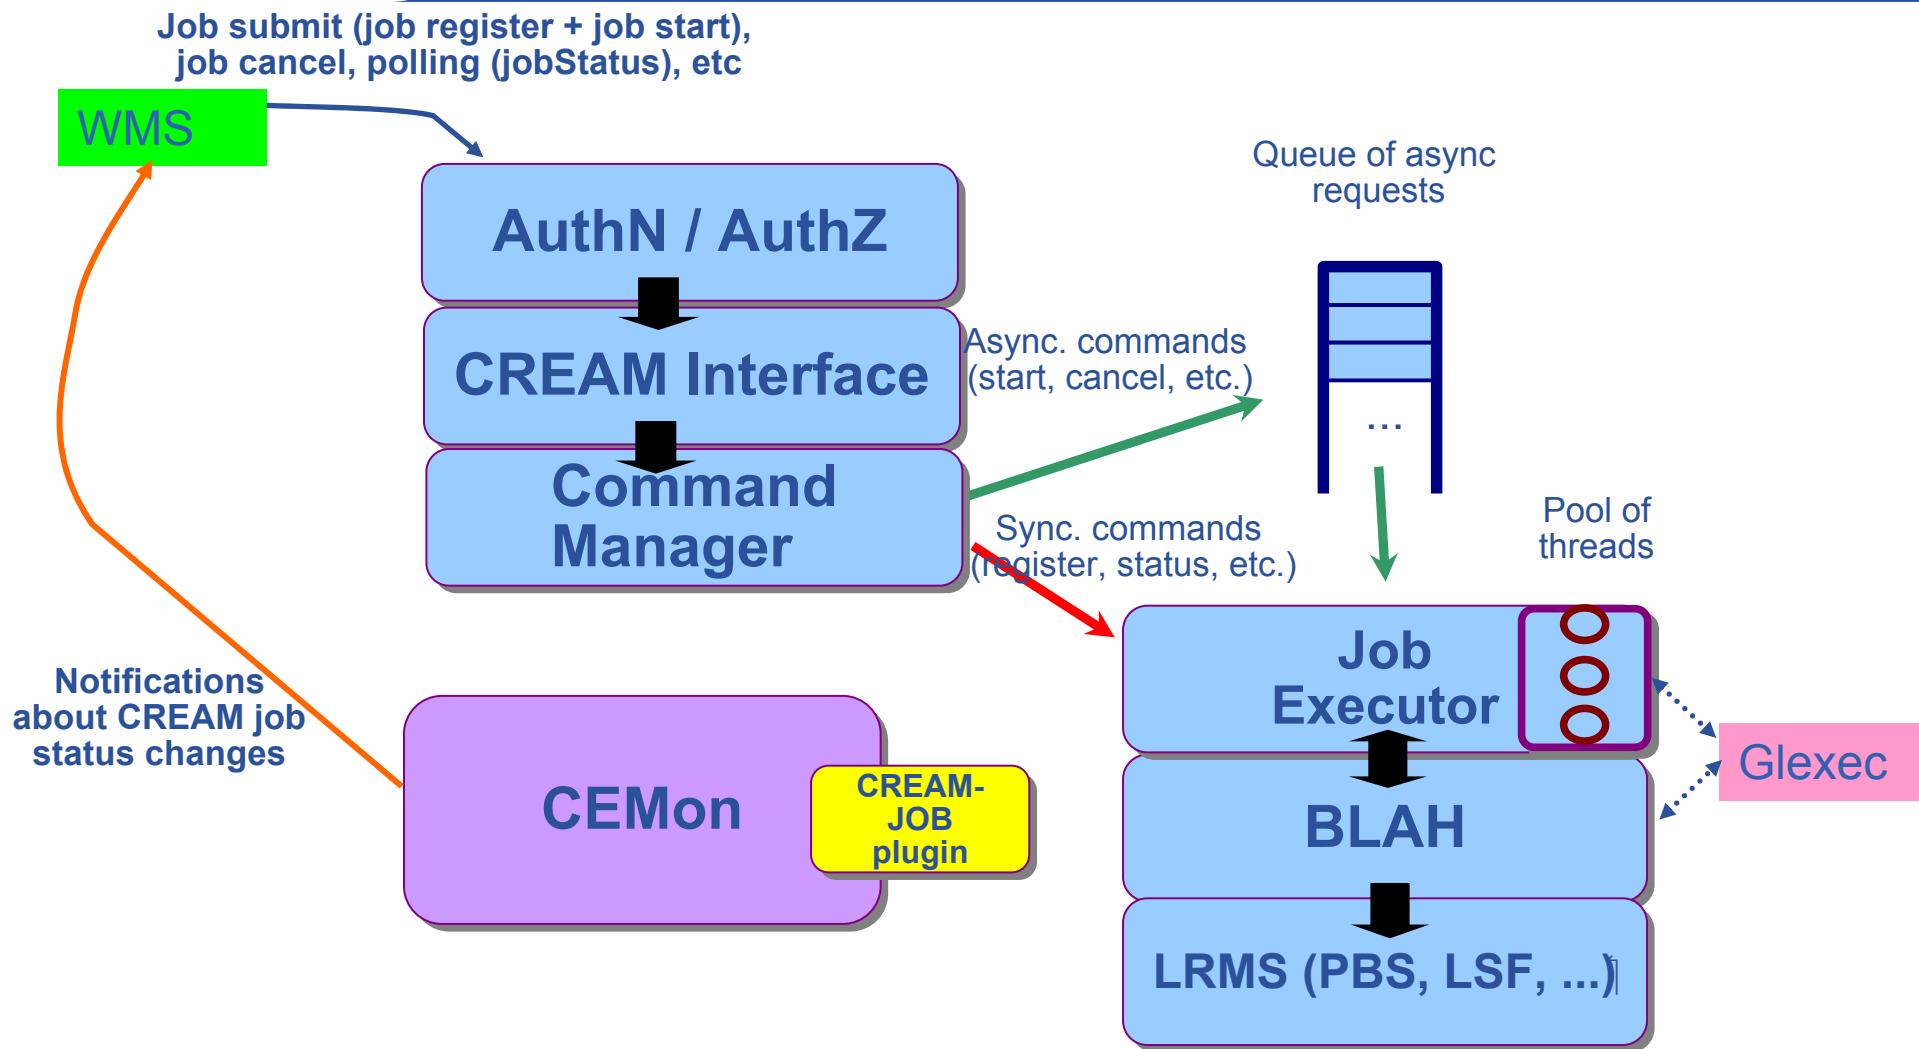 Job submit (job register + job start),
job cancel, polling (jobStatus), etc
WMS
AuthN / AuthZ
CREAM Interface
Command
Manager
Async. commands
(start, cancel, etc.)
Queue of async
requests
...
Sync. commands
(register, status, etc.)
Pool of
threads
Job
Executor
Glexec
BLAH
LRMS (PBS, LSF, ...)
Notifications
about CREAM job
status changes
CEMon
CREAM-
JOB
plugin